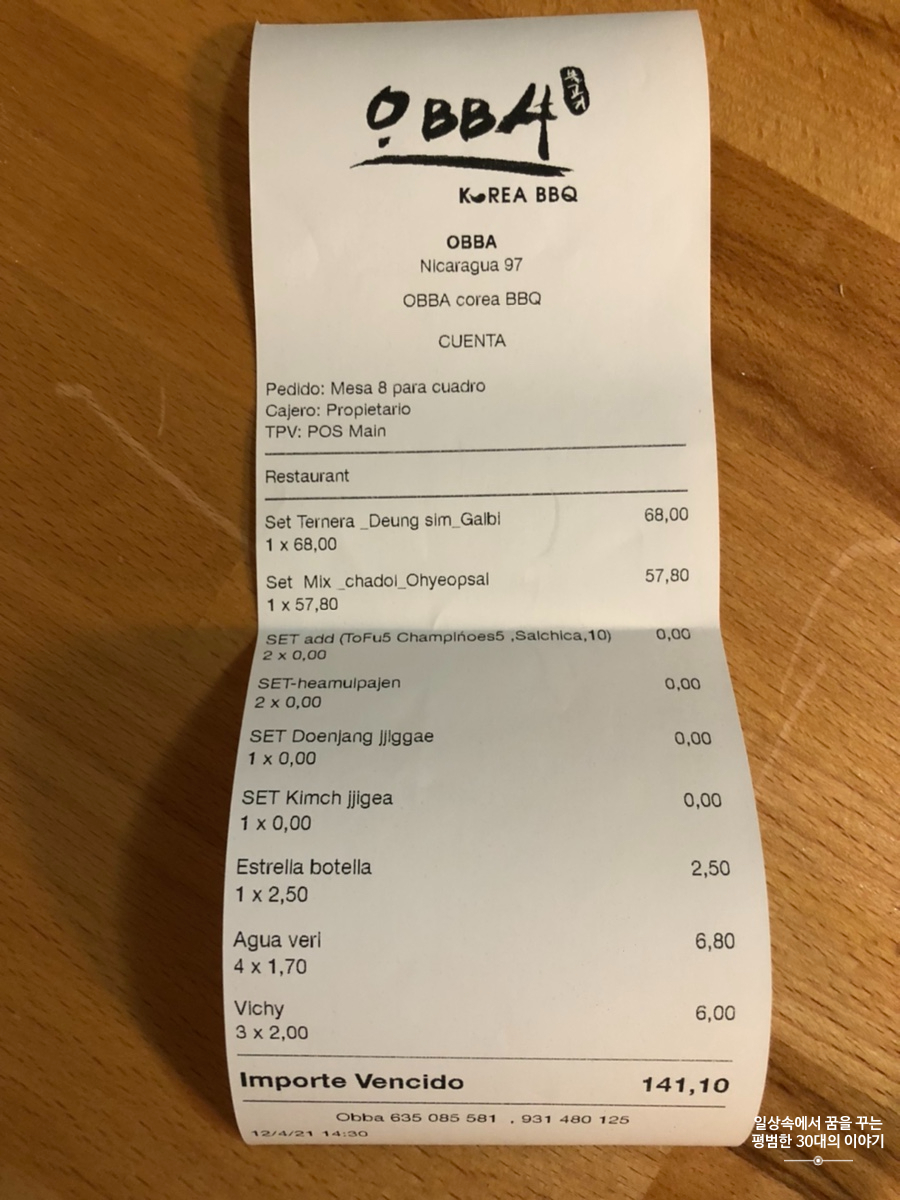 OBBA
KOREA BBQ
OBBA
Nicaragua 97
OBBA corea BBQ
CUENTA
Pedido: Mesa 8 para cuadro
Cajero: Propietario
TPV: POS Main
Restaurant
Set Ternera _Deung sim_Galbi 68,00
1 x 68,00
Set Mix _chadol_Ohyeopsal 57,80
1 x 57,80
SET add (ToFu5 Champiñoes5 ,Salchica,10) 0,00
2 x 0,00
SET-heamulpajen 0,00
2 x 0,00
SET Doenjang jjiggae 0,00
1 x 0,00
SET Kimch jjigea 0,00
1 x 0,00
Estrella botella 2,50
1 x 2,50
Agua veri 6,80
4 x 1,70
Vichy 6,00
3 x 2,00
Importe Vencido 141,10
Obba 635 085 581 , 931 480 125
12/4/21 14:30
일상속에서 꿈을 꾸는
평범한 30대의 이야기